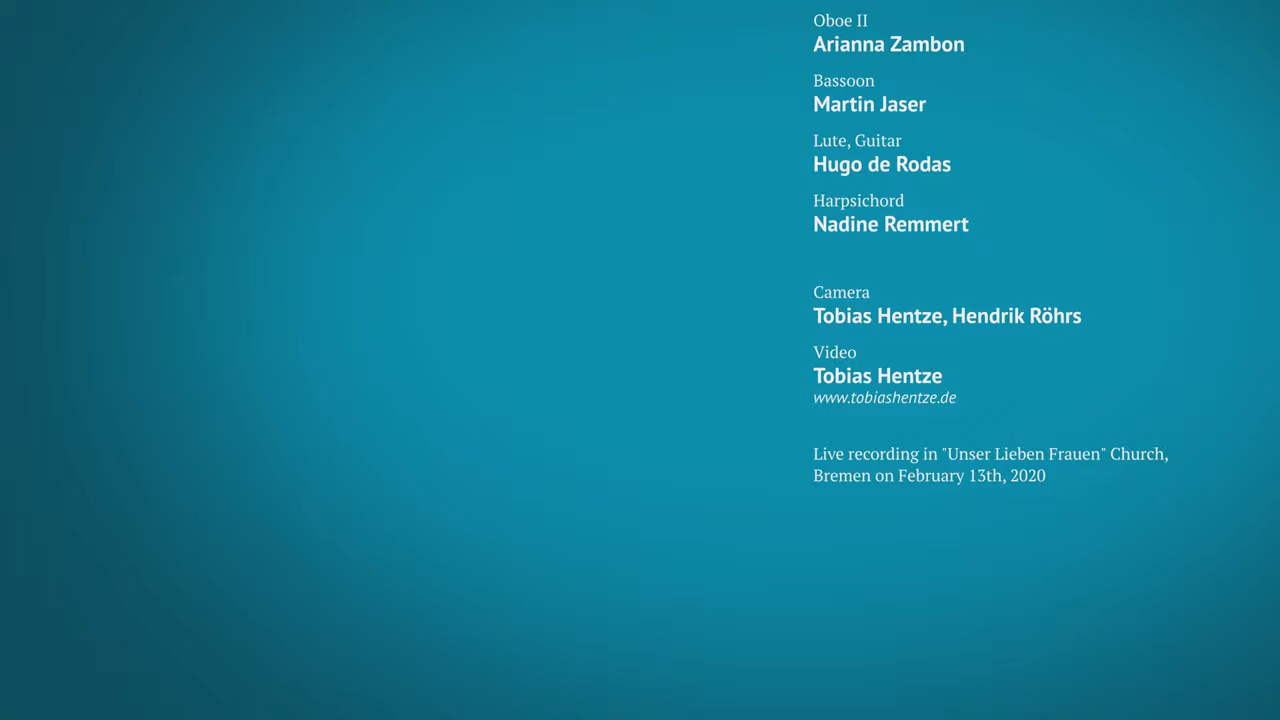 Oboe II
Arianna Zambon
Bassoon
Martin Jaser
Lute, Guitar
Hugo de Rodas
Harpsichord
Nadine Remmert
Camera
Tobias Hentze, Hendrik Röhrs
Video
Tobias Hentze
www.tobiashentze.de
Live recording in "Unser Lieben Frauen" Church,
Bremen on February 13th, 2020